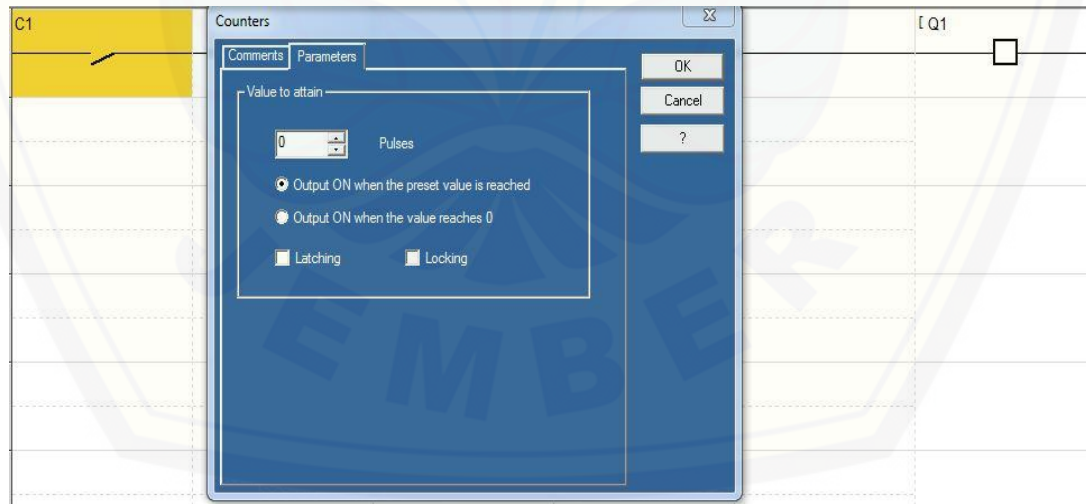 C1
Counters
[ Q1
Comments Parameters
OK
Value to attain
Cancel
0 Pulses
?
Output ON when the preset value is reached
Output ON when the value reaches 0
Latching Locking
JEMBER